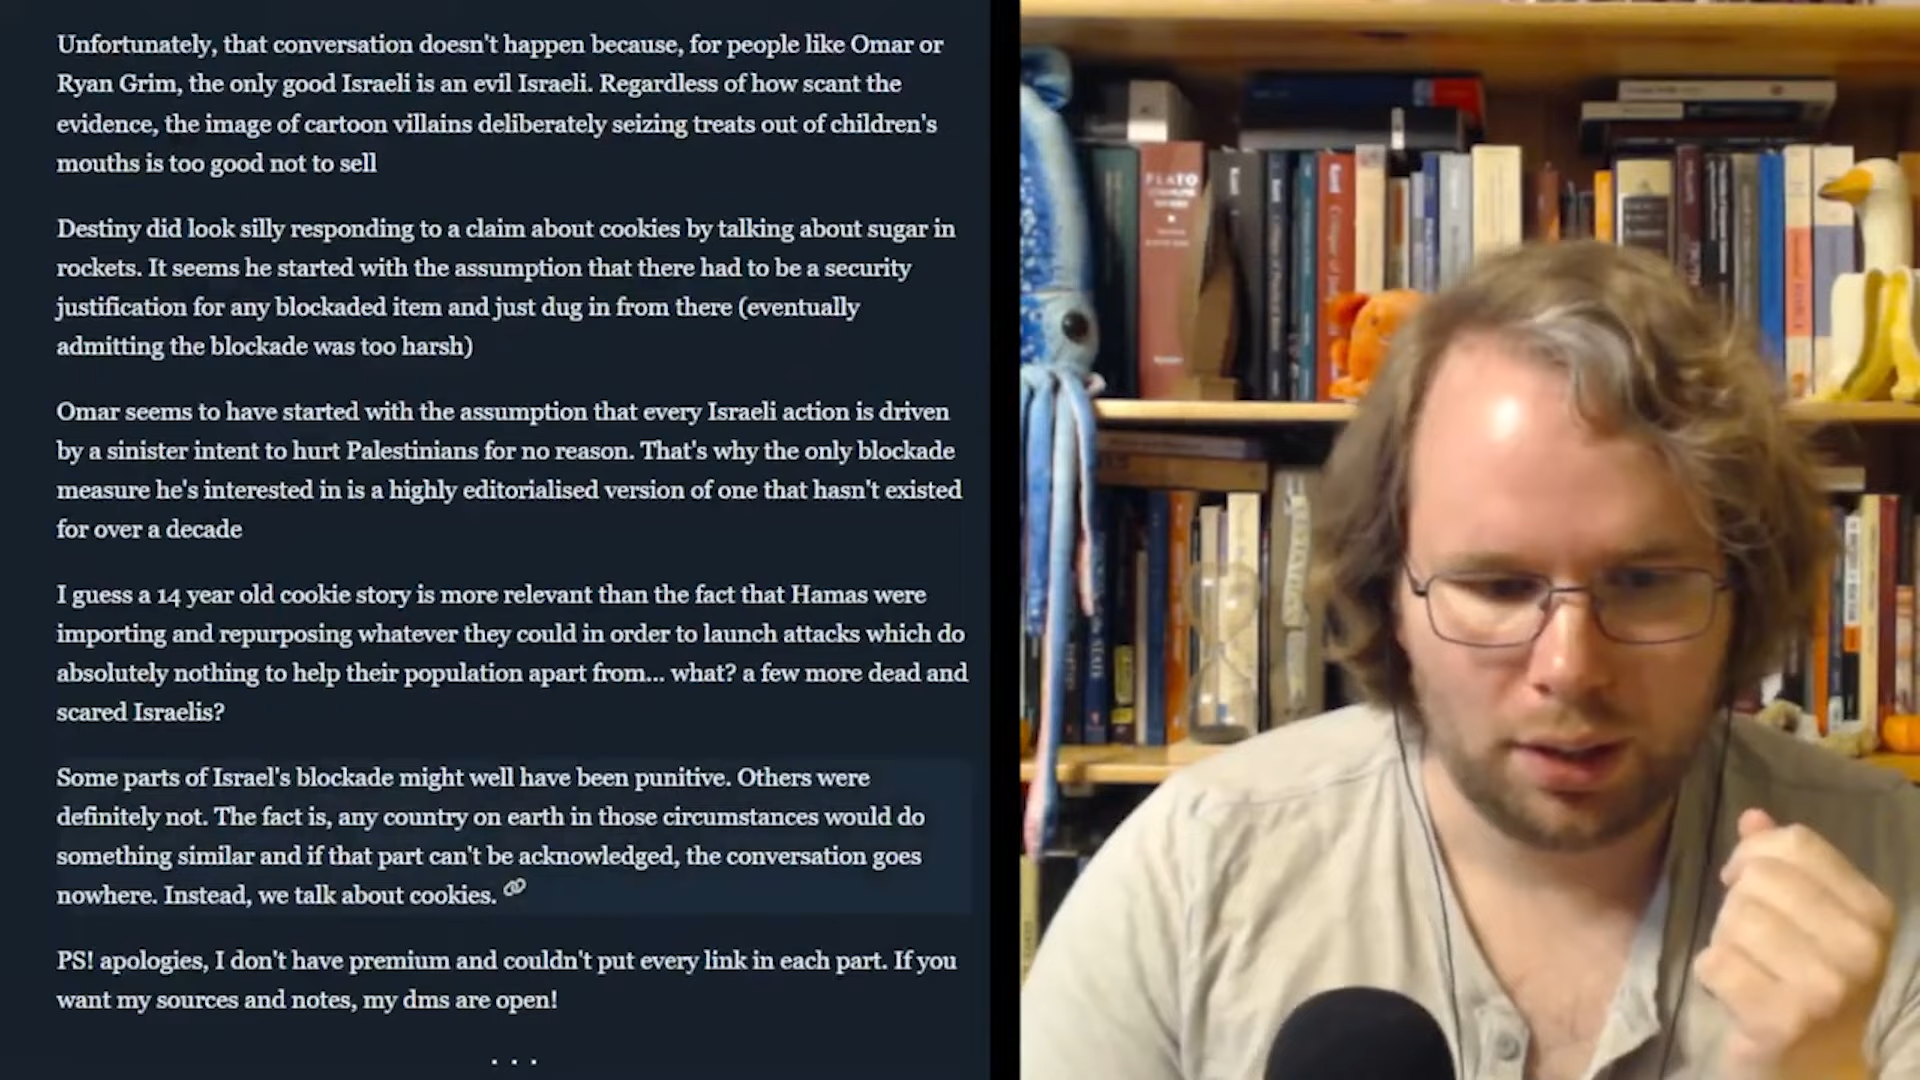 Unfortunately, that conversation doesn't happen because, for people like Omar or
Ryan Grim, the only good Israeli is an evil Israeli. Regardless of how scant the
evidence, the image of cartoon villains deliberately seizing treats out of children's
mouths is too good not to sell
Destiny did look silly responding to a claim about cookies by talking about sugar in
rockets. It seems he started with the assumption that there had to be a security
justification for any blockaded item and just dug in from there (eventually
admitting the blockade was too harsh)
Omar seems to have started with the assumption that every Israeli action is driven
by a sinister intent to hurt Palestinians for no reason. That's why the only blockade
measure he's interested in is a highly editorialised version of one that hasn't existed
for over a decade
I guess a 14 year old cookie story is more relevant than the fact that Hamas were
importing and repurposing whatever they could in order to launch attacks which do
absolutely nothing to help their population apart from... what? a few more dead and
scared Israelis?
Some parts of Israel's blockade might well have been punitive. Others were
definitely not. The fact is, any country on earth in those circumstances would do
something similar and if that part can't be acknowledged, the conversation goes
nowhere. Instead, we talk about cookies.
PS! apologies, I don't have premium and couldn't put every link in each part. If you
want my sources and notes, my dms are open!
. . .
PLATO